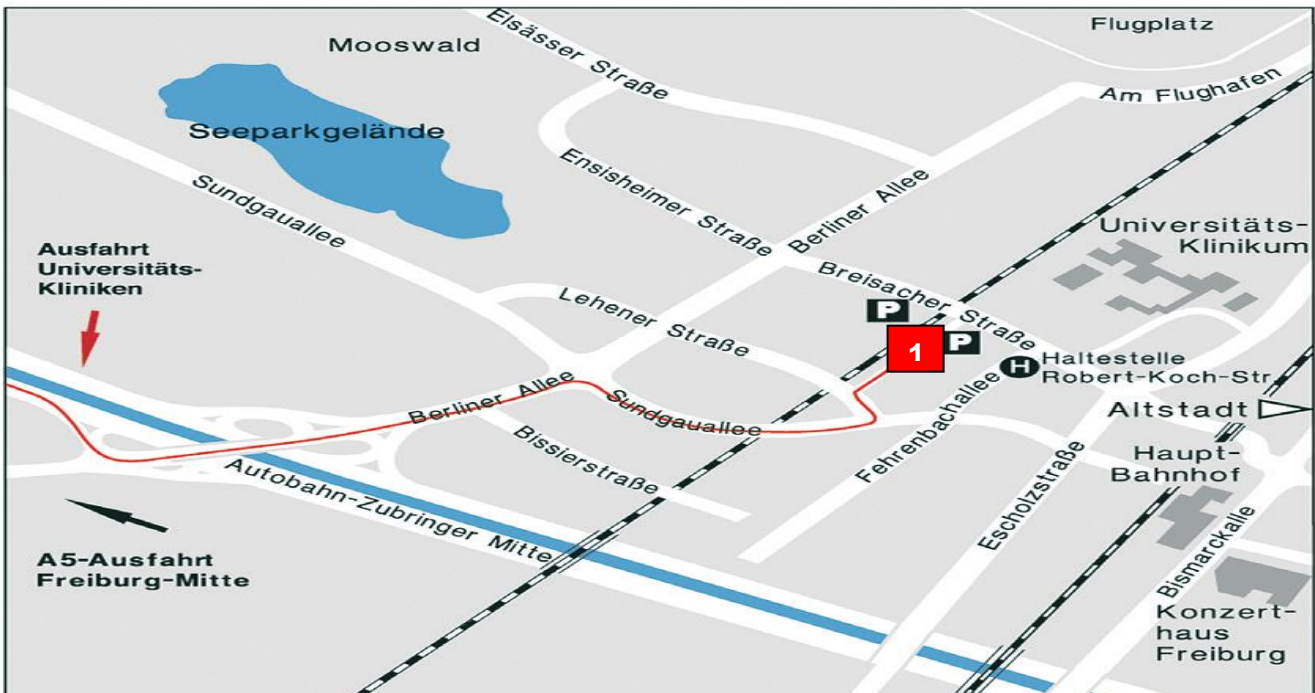 Elsässer Straße
Flugplatz
Mooswald
Am Flughafen
Seeparkgelände
Ensisheimer Straße
Berliner Allee
Sundgauallee
Universitäts-
Klinikum
Ausfahrt
Universitäts-
Kliniken
Breisacher Straße
Lehener Straße
P
1
P
H
Haltestelle
Robert-Koch-Str
Berliner Allee
Sundgauallee
Fehrenbachallee
Altstadt
Bissierstraße
Haupt-
Bahnhof
Autobahn-Zubringer Mitte
Escholzstraße
Bismarckalle
A5-Ausfahrt
Freiburg-Mitte
Konzert-
haus
Freiburg